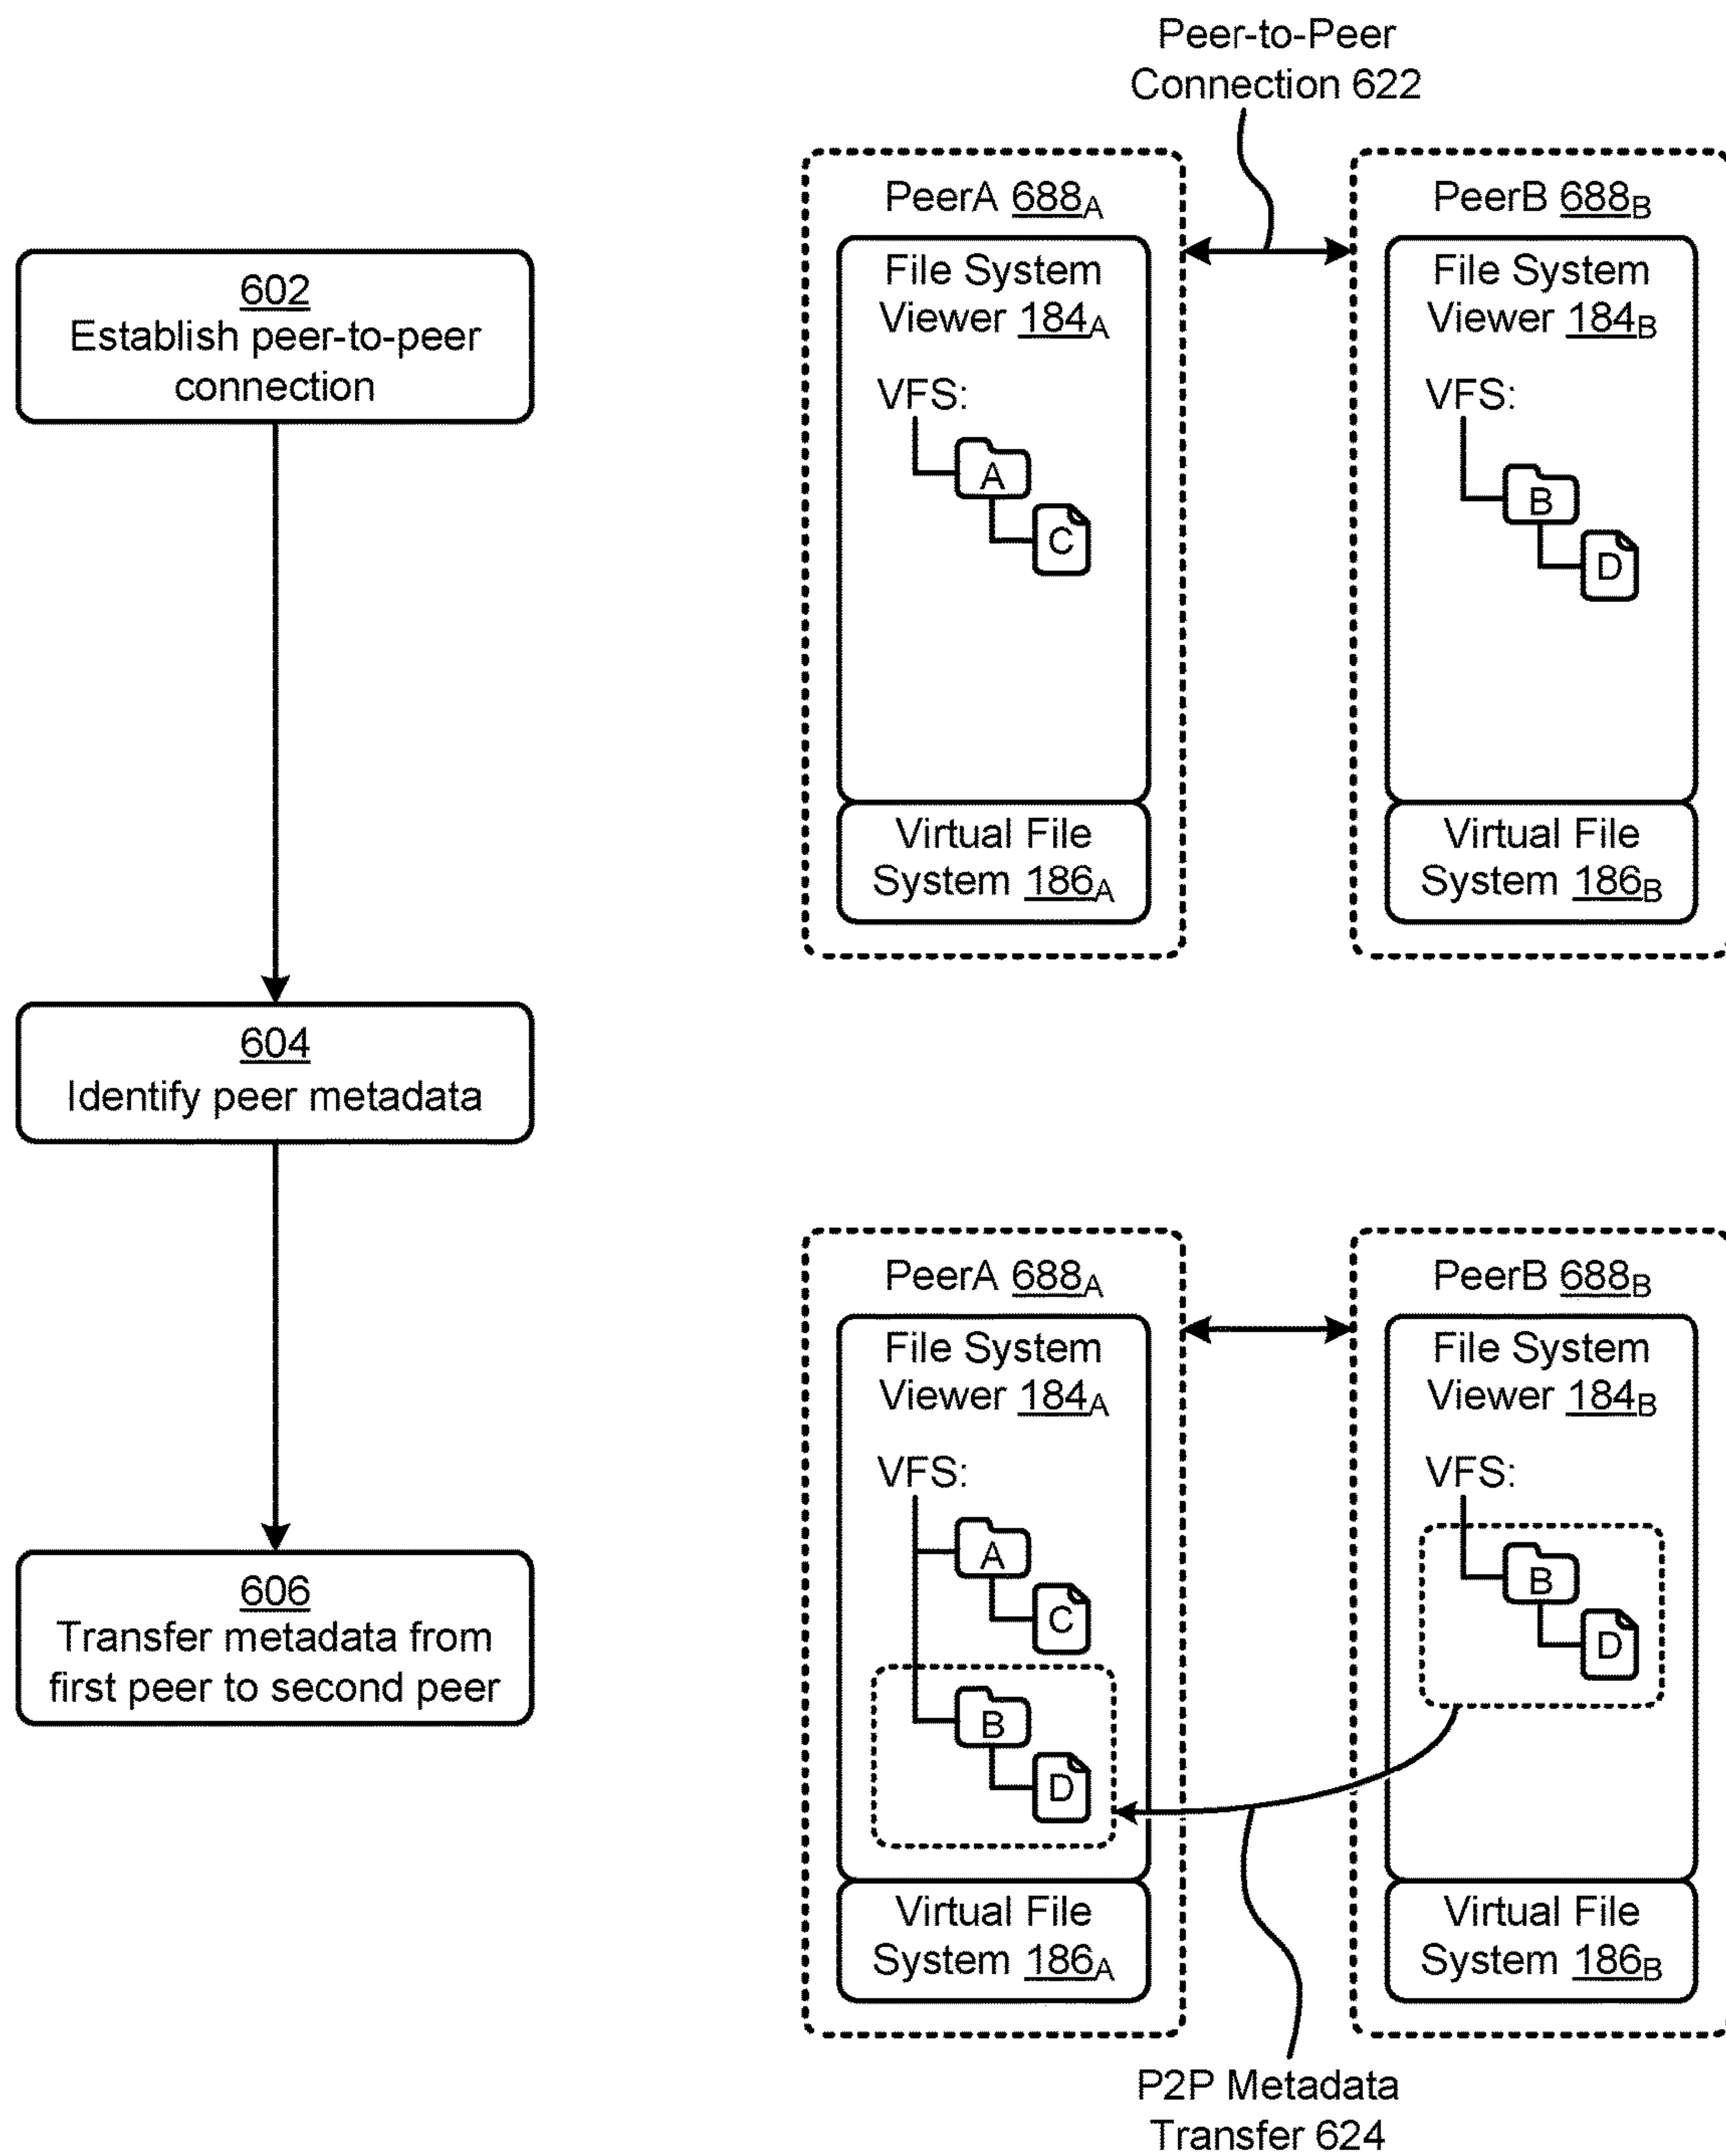 Peer-to-Peer
Connection 622
602
Establish peer-to-peer
connection
PeerA 688A
File System
Viewer 184A
VFS:
A
C
Virtual File
System 186A
PeerB 688B
File System
Viewer 184B
VFS:
B
D
Virtual File
System 186B
604
Identify peer metadada
606
Transfer metadata from
first peer to second peer
PeerA 688A
File System
Viewer 184A
VFS:
A
C
B
D
Virtual File
System 186A
PeerB 688B
File System
Viewer 184B
VFS:
B
D
Virtual File
System 186B
P2P Metadata
Transfer 624